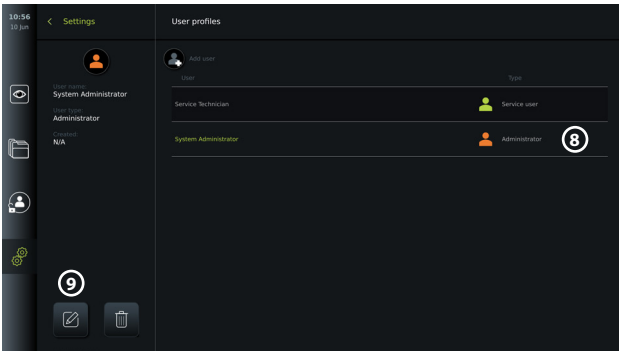 10:56
10 Jun
Settings
User profiles
Add user
User
Type
User name:
System Administrator
User type:
Administrator
Created:
N/A
Service Technician
Service user
System Administrator
Administrator
8
9